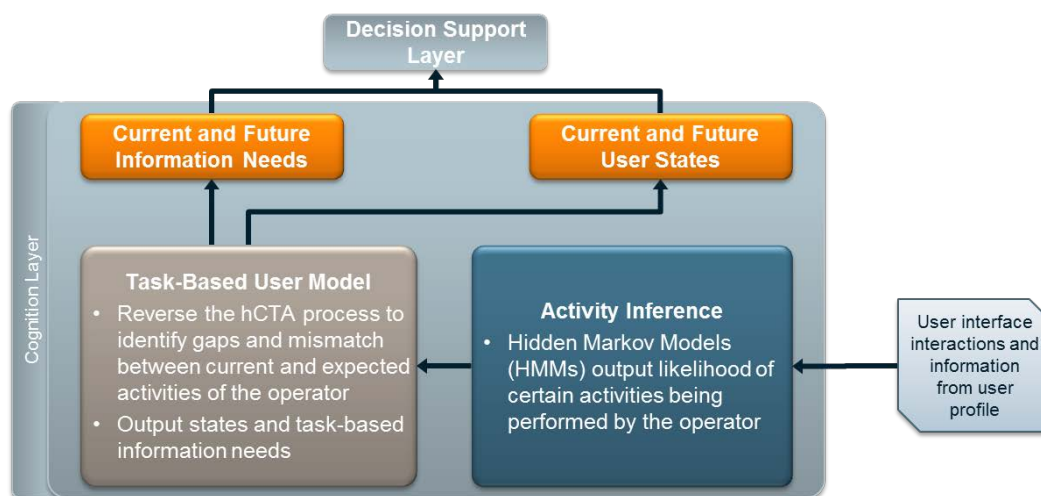 Decision Support
Layer
Current and Future
Information Needs
Current and Future
User States
Cognition Layer
Task-Based User Model
• Reverse the hCTA process to
identify gaps and mismatch
between current and expected
activities of the operator
• Output states and task-based
information needs
Activity Inference
• Hidden Markov Models
(HMMs) output likelihood of
certain activities being
performed by the operator
User interface
interactions and
information
from user
profile